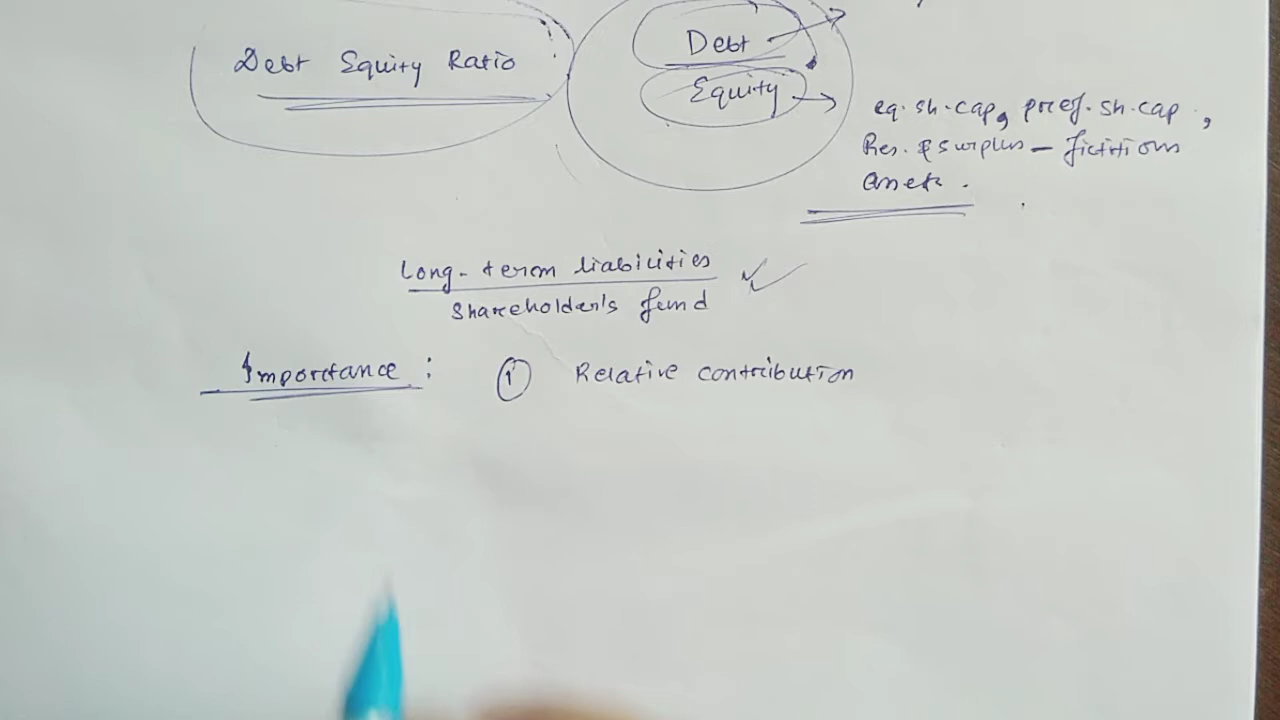 Debt Equity Ratio
Debt
Equity
eq. sh. cap, pref. sh. cap,
Res. & surplus - fictitious
assets.
Long-term liabilities
Shareholder's fund
Importance : 1 Relative contribution